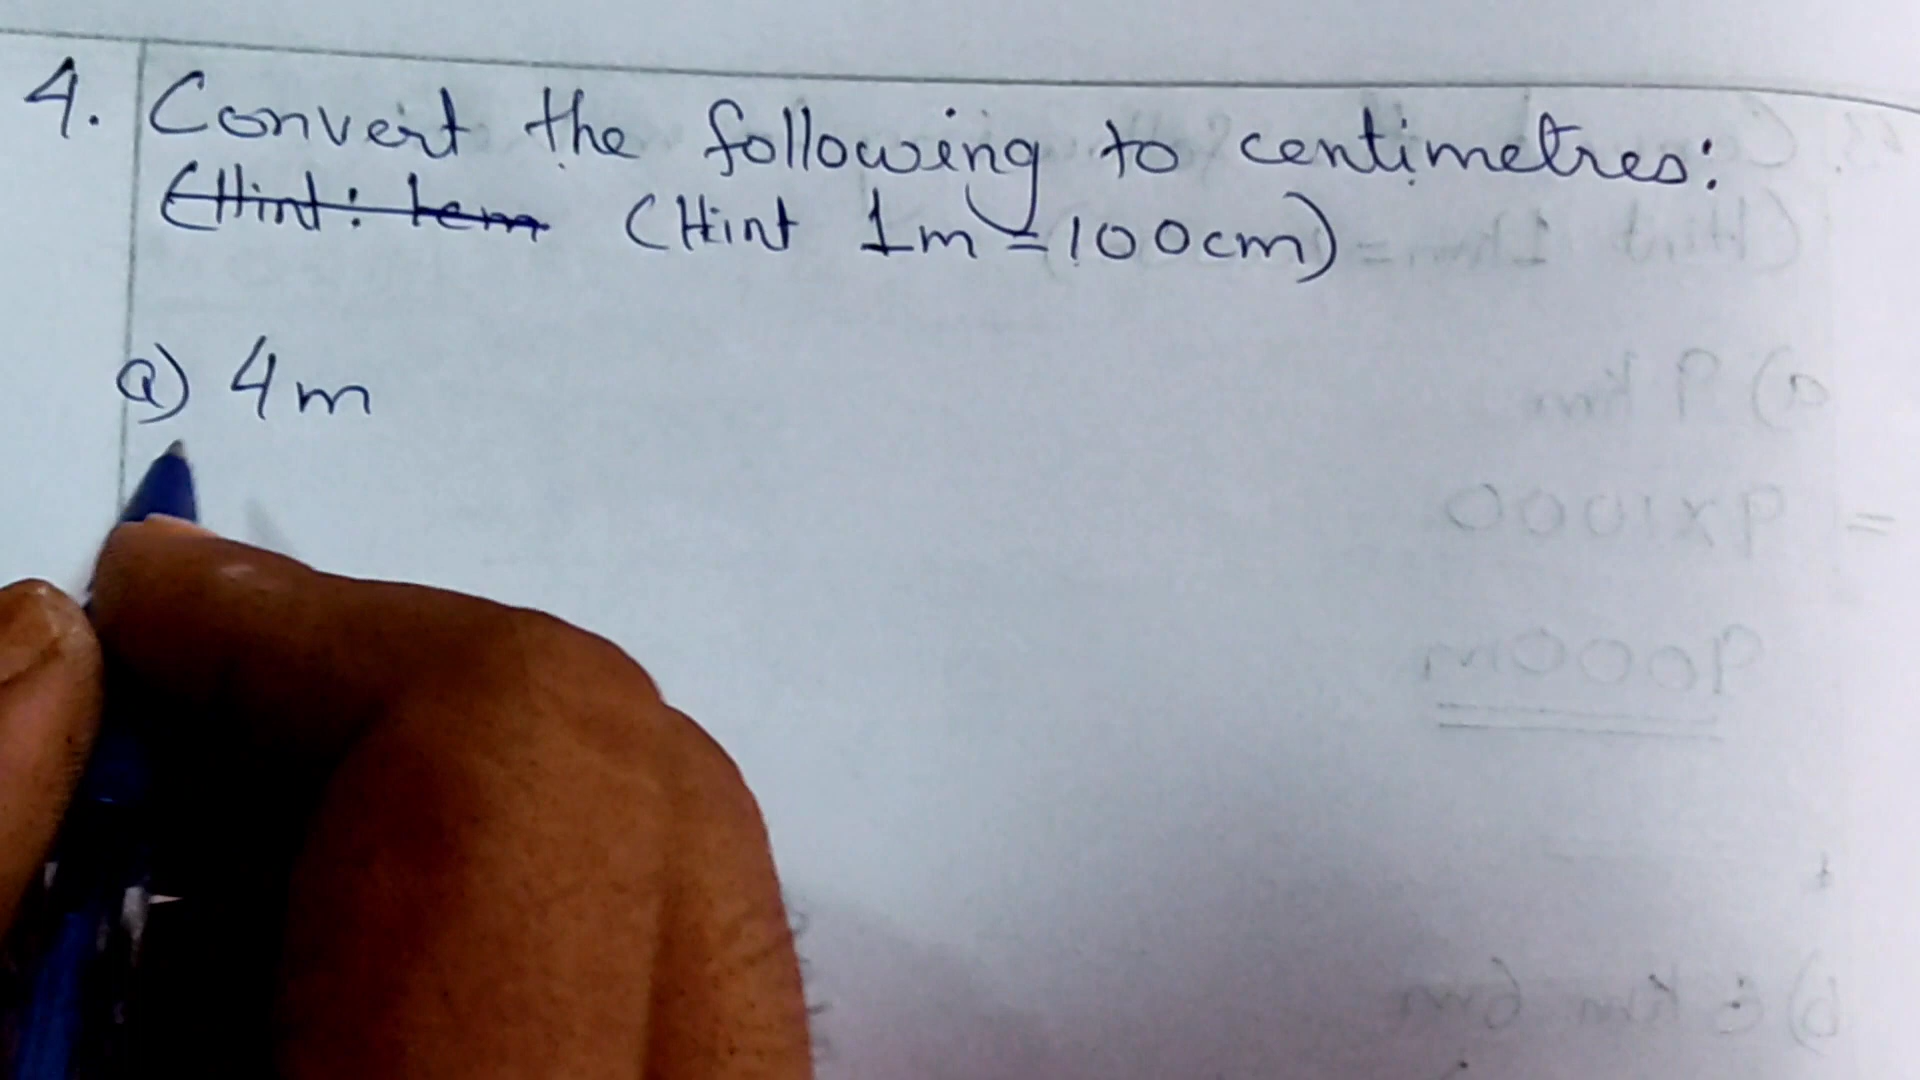 4. Convert the following to centimetres:
(Hint: 1cm (Hint 1m = 100cm)
a) 4m